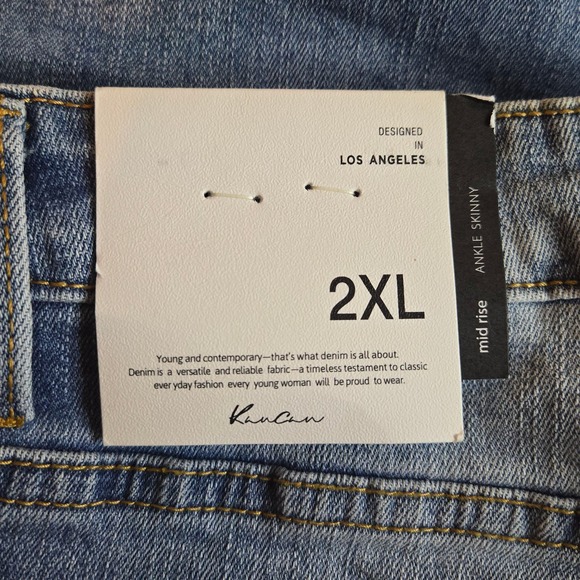 DESIGNED
IN
LOS ANGELES
2XL
Young and contemporary—that's what denim is all about.
Denim is a versatile and reliable fabric—a timeless testament to classic
ever yday fashion every young woman will be proud to wear.
KanCan
mid rise ANKLE SKINNY